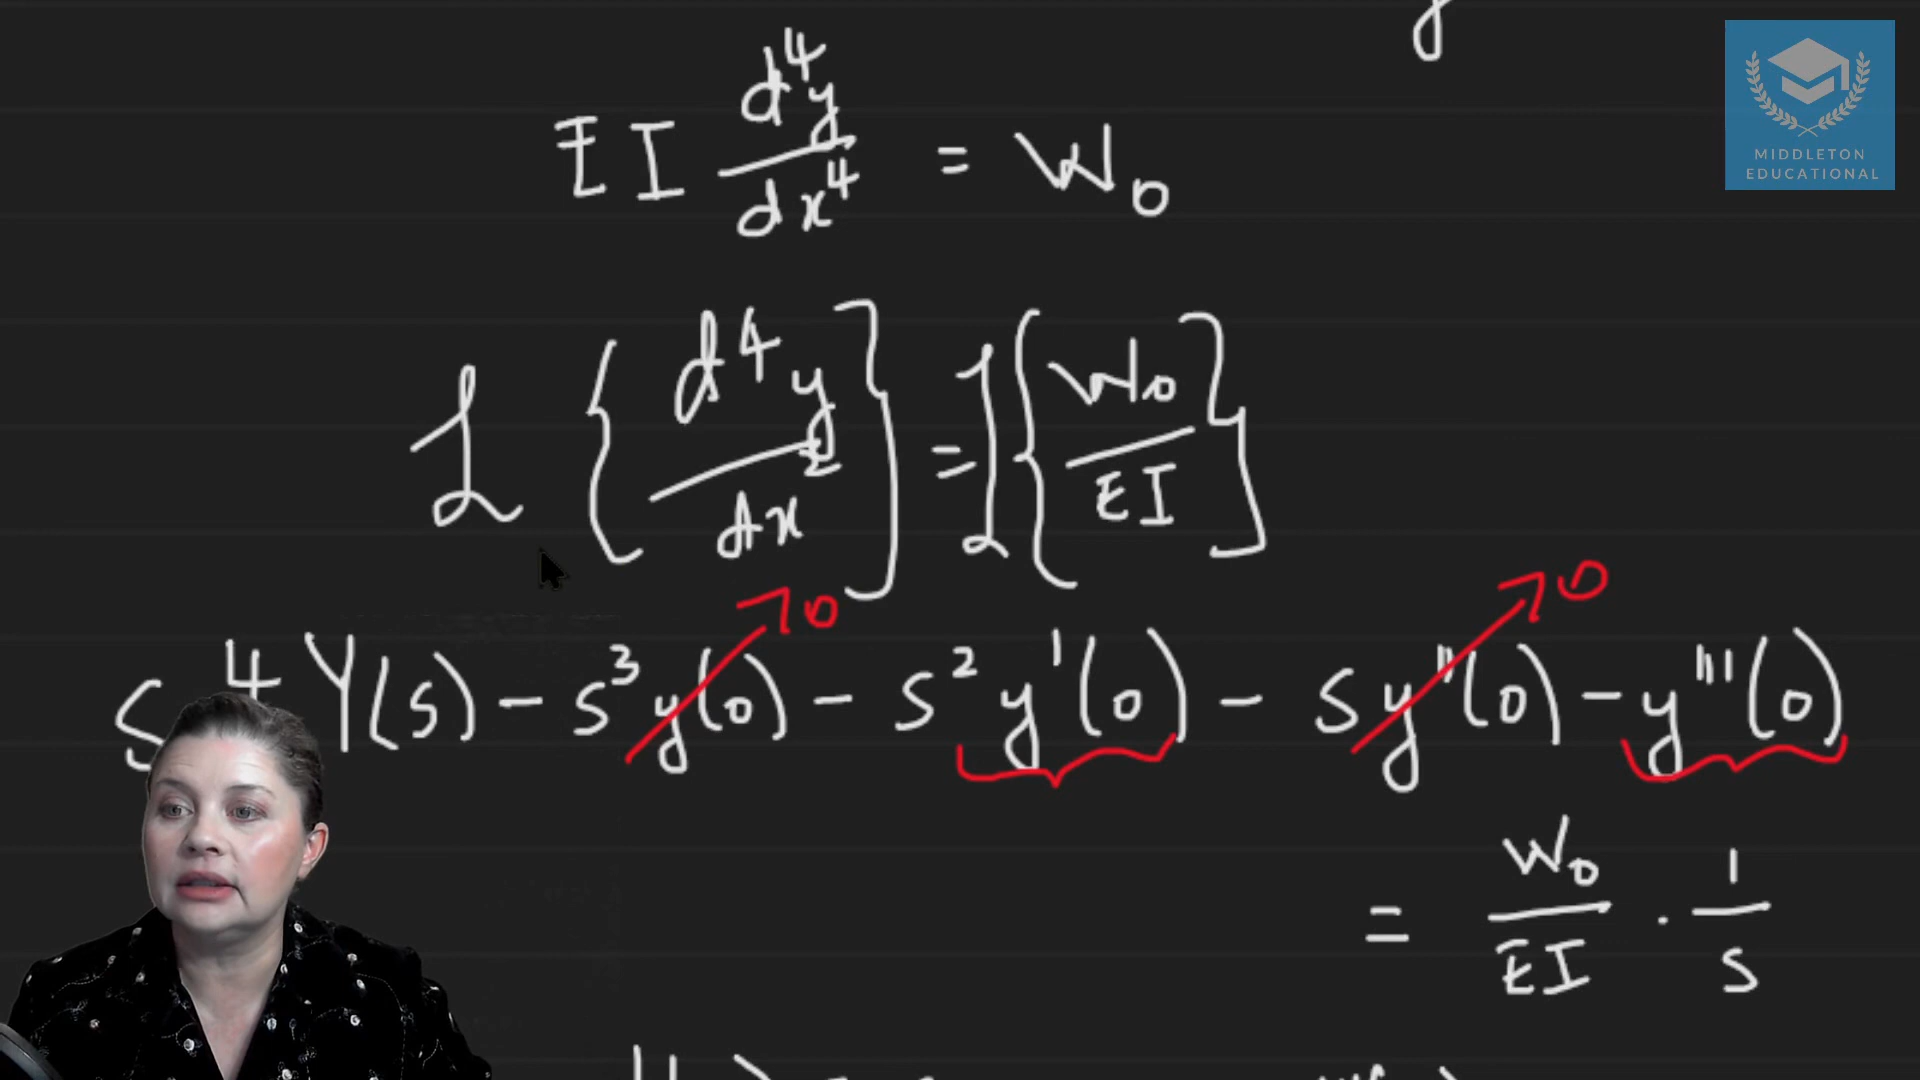 y
MIDDLETON
EDUCATIONAL
EI d⁴y/dx⁴ = W₀
ℒ{d⁴y/dx²} = ℒ{W₀/EI}
0 0
s⁴Y(s) - s³y(0) - s²y'(0) - sy''(0) - y'''(0)
= W₀/EI · 1/s